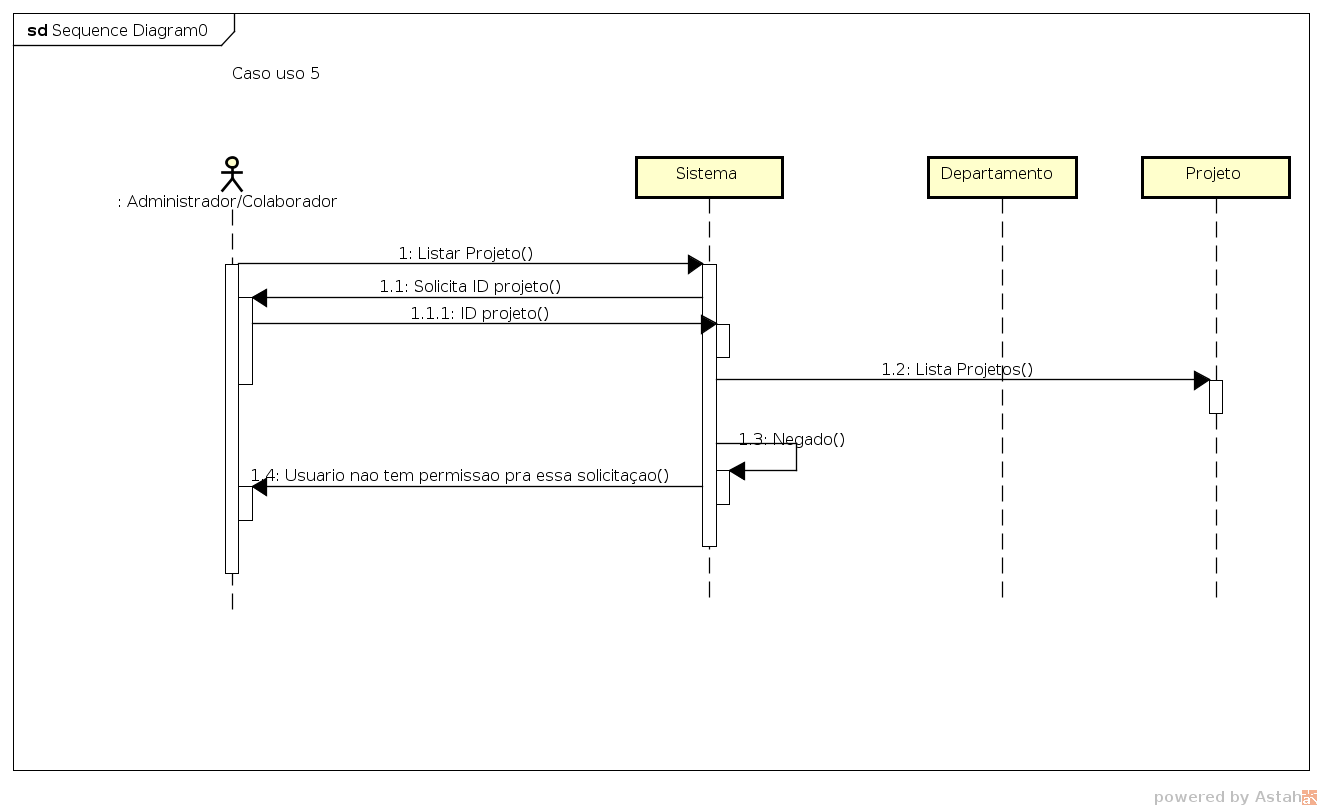 sd Sequence Diagram0
Caso uso 5
: Administrador/Colaborador
Sistema
Departamento
Projeto
1: Listar Projeto()
1.1: Solicita ID projeto()
1.1.1: ID projeto()
1.2: Lista Projetos()
1.3: Negado()
1.4: Usuario nao tem permissao pra essa solicitaçao()
powered by Astah